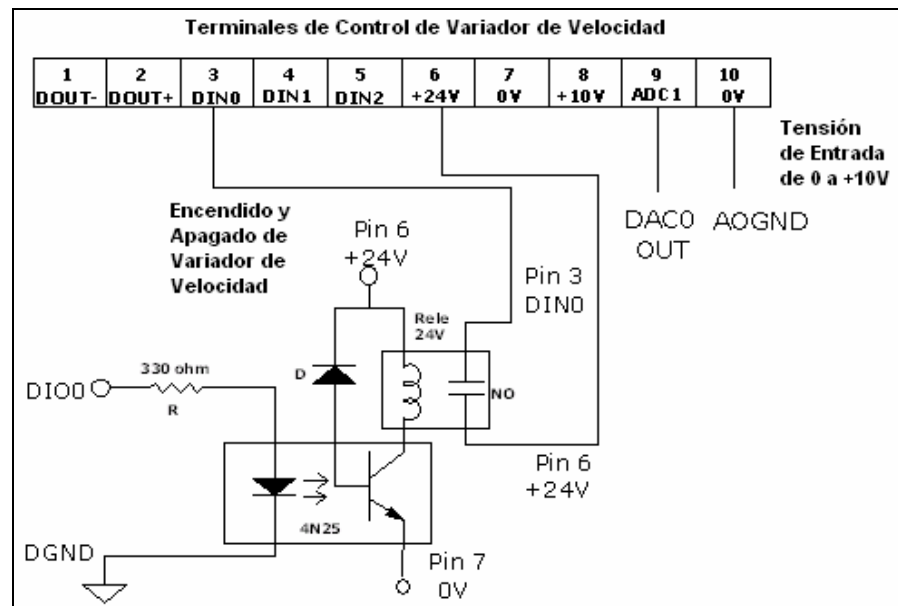 Terminales de Control de Variador de Velocidad
1 2 3 4 5 6 7 8 9 10
DOUT- DOUT+ DIN0 DIN1 DIN2 +24V 0V +10V ADC1 0V
Tensión
de Entrada
de 0 a +10V
Encendido y
Apagado de
Variador de
Velocidad
Pin 6
+24V
DAC0
OUT
AOGND
Pin 3
DIN0
Rele
24V
330 ohm
D
DIO0
R
NO
Pin 6
+24V
4N25
DGND
Pin 7
0V